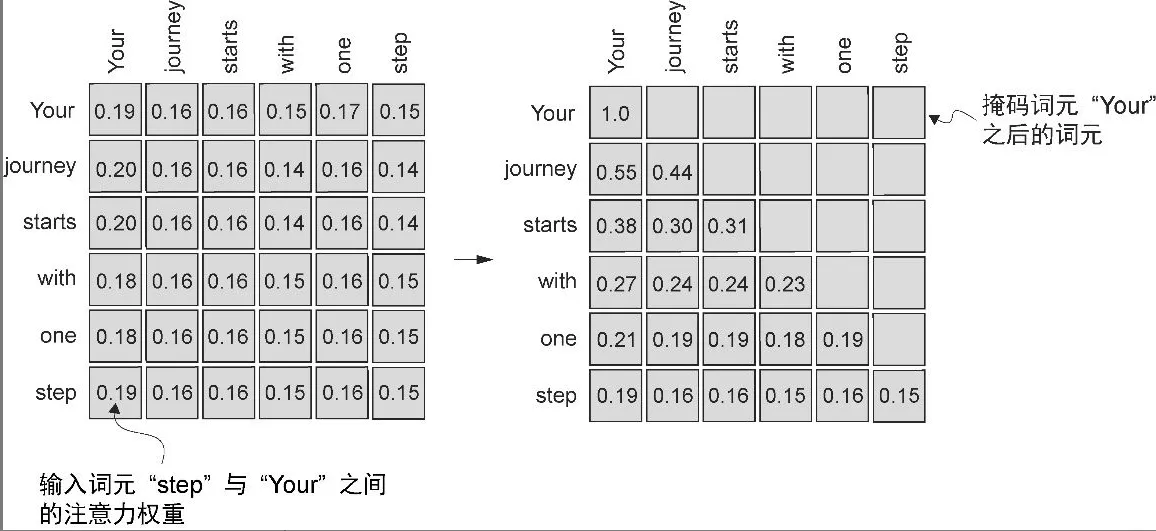 Your journey starts with one step
Your journey starts with one step
Your 0.19 0.16 0.16 0.15 0.17 0.15
Your 1.0
掩码词元 “Your”
之后的词元
journey 0.20 0.16 0.16 0.14 0.16 0.14
journey 0.55 0.44
starts 0.20 0.16 0.16 0.14 0.16 0.14
starts 0.38 0.30 0.31
with 0.18 0.16 0.16 0.15 0.16 0.15
with 0.27 0.24 0.24 0.23
one 0.18 0.16 0.16 0.15 0.16 0.15
one 0.21 0.19 0.19 0.18 0.19
step 0.19 0.16 0.16 0.15 0.16 0.15
step 0.19 0.16 0.16 0.15 0.16 0.15
输入词元 “step” 与 “Your” 之间
的注意力权重